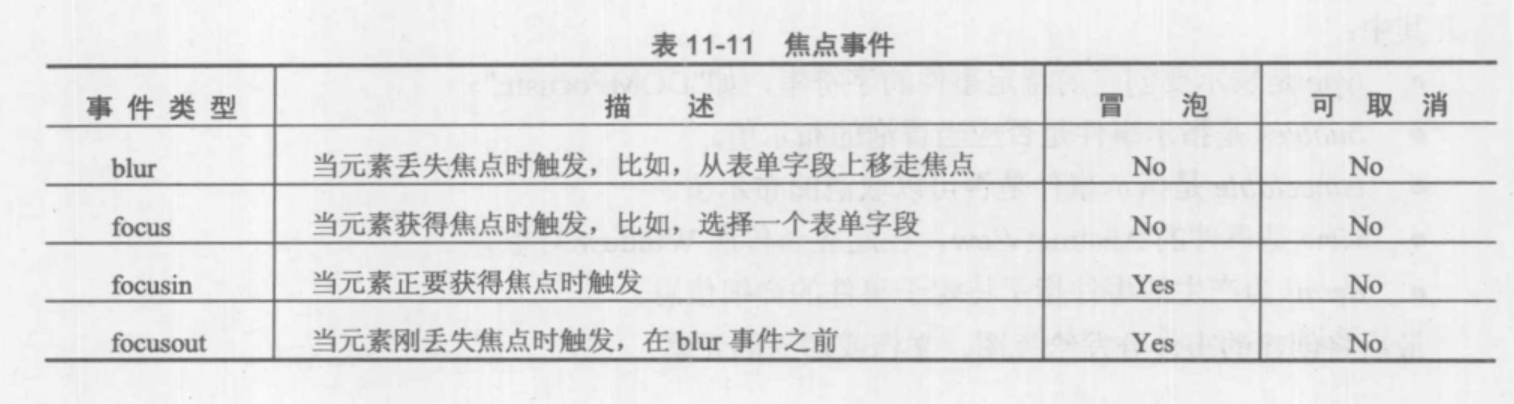 表 11-11 焦点事件
事件类型 描述 冒泡 可取消
blur 当元素丢失焦点时触发，比如，从表单字段上移走焦点 No No
focus 当元素获得焦点时触发，比如，选择一个表单字段 No No
focusin 当元素正要获得焦点时触发 Yes No
focusout 当元素刚丢失焦点时触发，在 blur 事件之前 Yes No